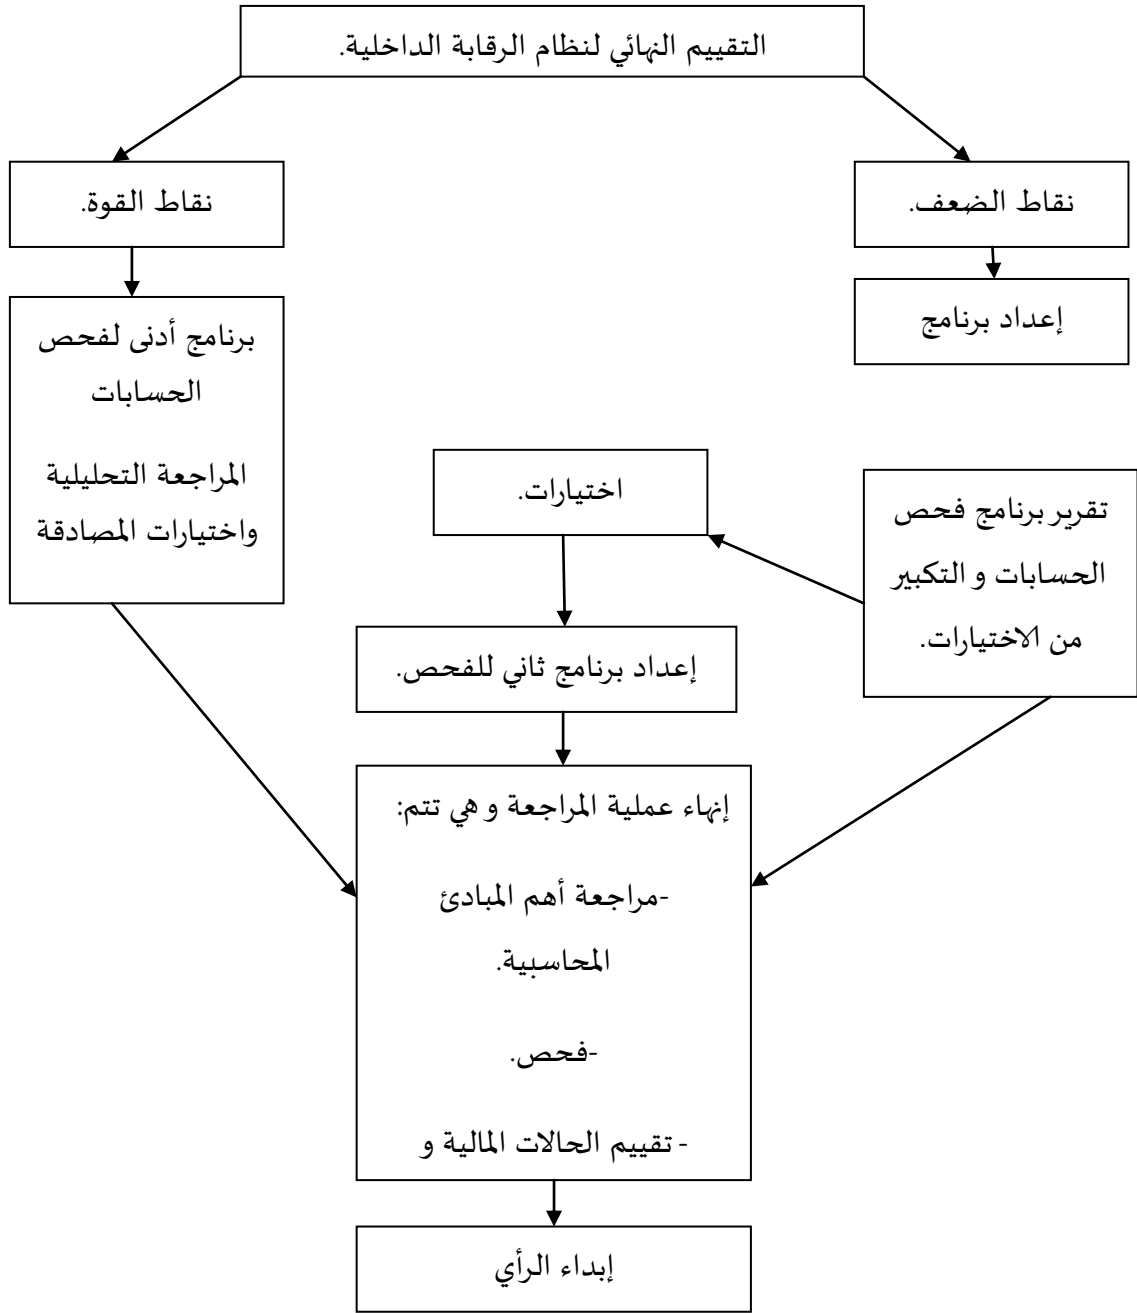 التقييم النهائي لنظام الرقابة الداخلية.
نقاط الضعف.
نقاط القوة.
إعداد برنامج
برنامج أدنى لفحص
الحسابات
المراجعة التحليلية
واختيارات المصادقة
اختيارات.
تقرير برنامج فحص
الحسابات و التكبير
من الاختيارات.
إعداد برنامج ثاني للفحص.
إنهاء عملية المراجعة و هي تتم:
-مراجعة أهم المبادئ
المحاسبية.
-فحص.
- تقييم الحالات المالية و
إبداء الرأي